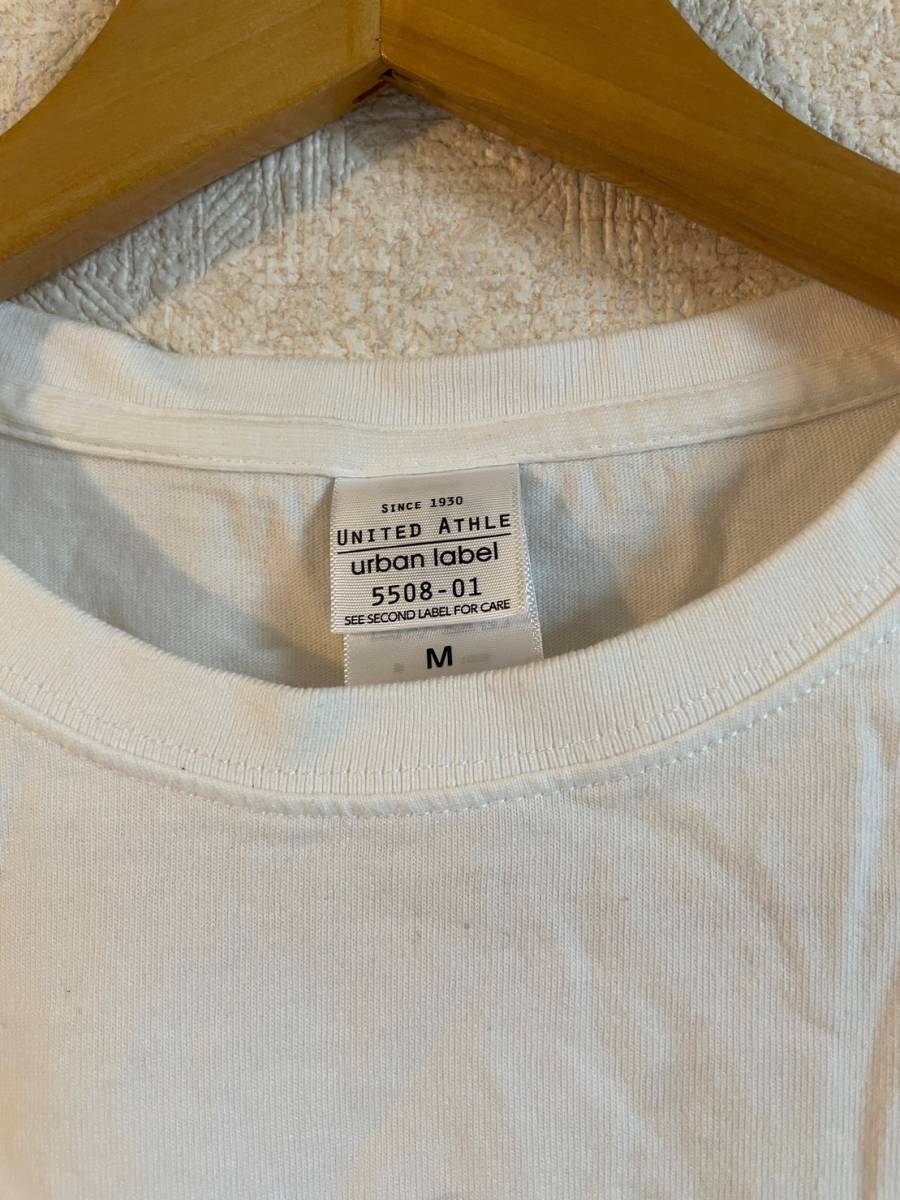 SINCE 1930
UNITED ATHLE
urban label
5508-01
SEE SECOND LABEL FOR CARE
M